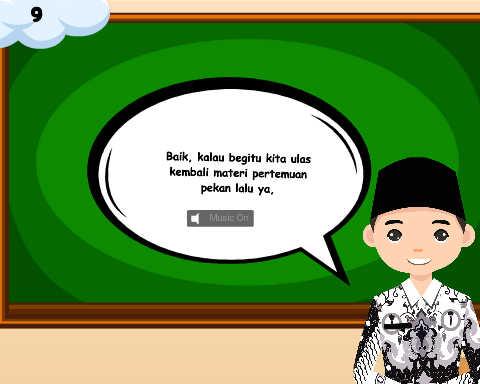 9
Baik, kalau begitu kita ulas
kembali materi pertemuan
pekan lalu ya,
Music On